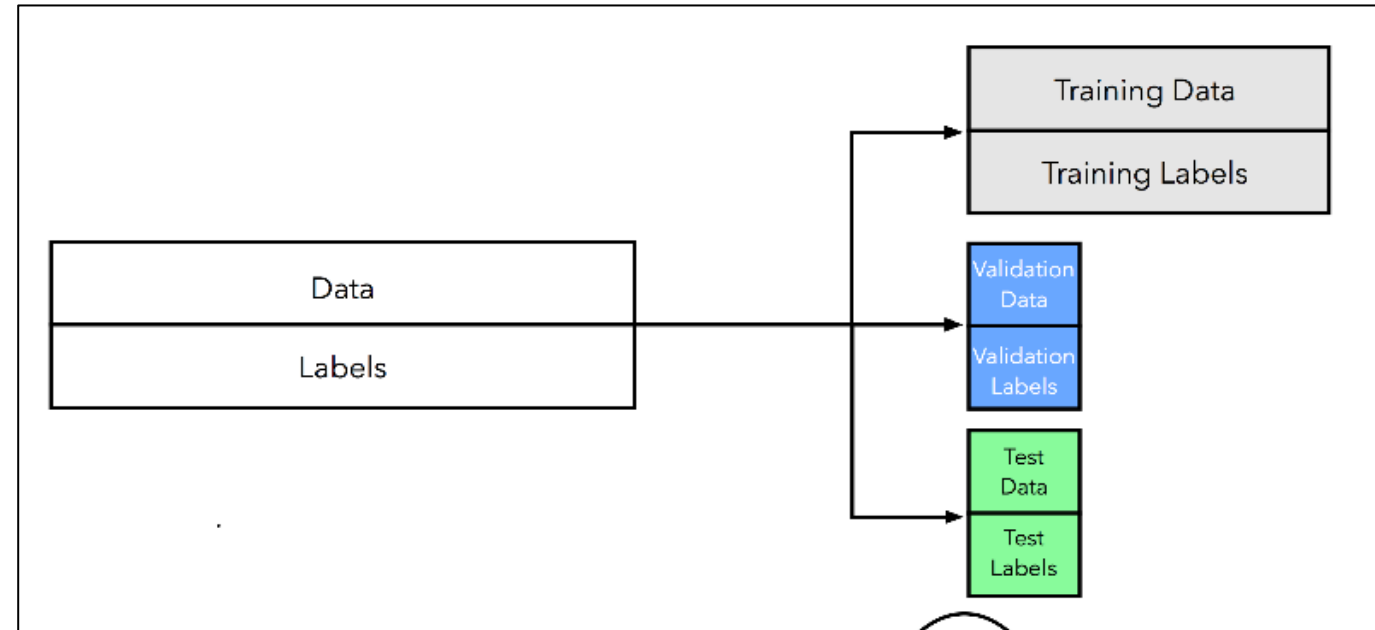 Training Data
Training Labels
Data
Labels
Validation
Data
Validation
Labels
Test
Data
Test
Labels